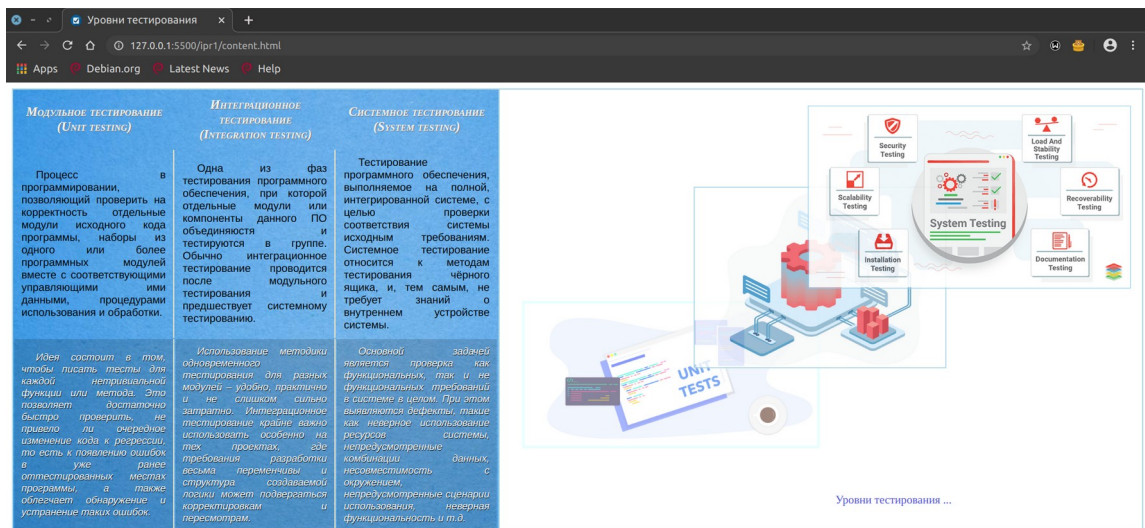 Уровни тестирования
127.0.0.1:5500/ipr1/content.html
Apps Debian.org Latest News Help
Модульное тестирование
(Unit testing)
Процесс в
программировании,
позволяющий проверить на
корректность отдельные
модули исходного кода
программы, наборы из
одного или более
программных модулей
вместе с соответствующими
управляющими ими
данными, процедурами
использования и обработки.
Идея состоит в том,
чтобы писать тесты для
каждой нетривиальной
функции или метода. Это
позволяет достаточно
быстро проверить, не
привело ли очередное
изменение кода к регрессии,
то есть к появлению ошибок
в уже ранее
оттестированных местах
программы, а также
облегчает обнаружение и
устранение таких ошибок.
Интеграционное
тестирование
(Integration testing)
Одна из фаз
тестирования программного
обеспечения, при которой
отдельные модули или
компоненты данного ПО
объединяюстя и
тестируются в группе.
Обычно интеграционное
тестирование проводится
после модульного
тестирования и
предшествует системному
тестированию.
Использование методики
одновременного
тестирования для разных
модулей – удобно, практично
и не слишком сильно
затратно. Интеграционное
тестирование крайне важно
использовать особенно на
тех проектах, где
требования разработки
весьма переменчивы и
структура создаваемой
логики может подвергаться
корректировкам и
пересмотрам.
Системное тестирование
(System testing)
Тестирование
программного обеспечения,
выполняемое на полной,
интегрированной системе, с
целью проверки
соответствия системы
исходным требованиям.
Системное тестирование
относится к методам
тестирования чёрного
ящика, и, тем самым, не
требует знаний о
внутреннем устройстве
системы.
Основной задачей
является проверка как
функциональных, так и не
функциональных требований
в системе в целом. При этом
выявляются дефекты, такие
как неверное использование
ресурсов системы,
непредусмотренные
комбинации данных,
несовместимость с
окружением,
непредусмотренные сценарии
использования, неверная
функциональность и т.д.
Security
Testing
Load And
Stability
Testing
Scalability
Testing
Recoverability
Testing
System Testing
Installation
Testing
Documentation
Testing
UNIT
TESTS
Уровни тестирования ...